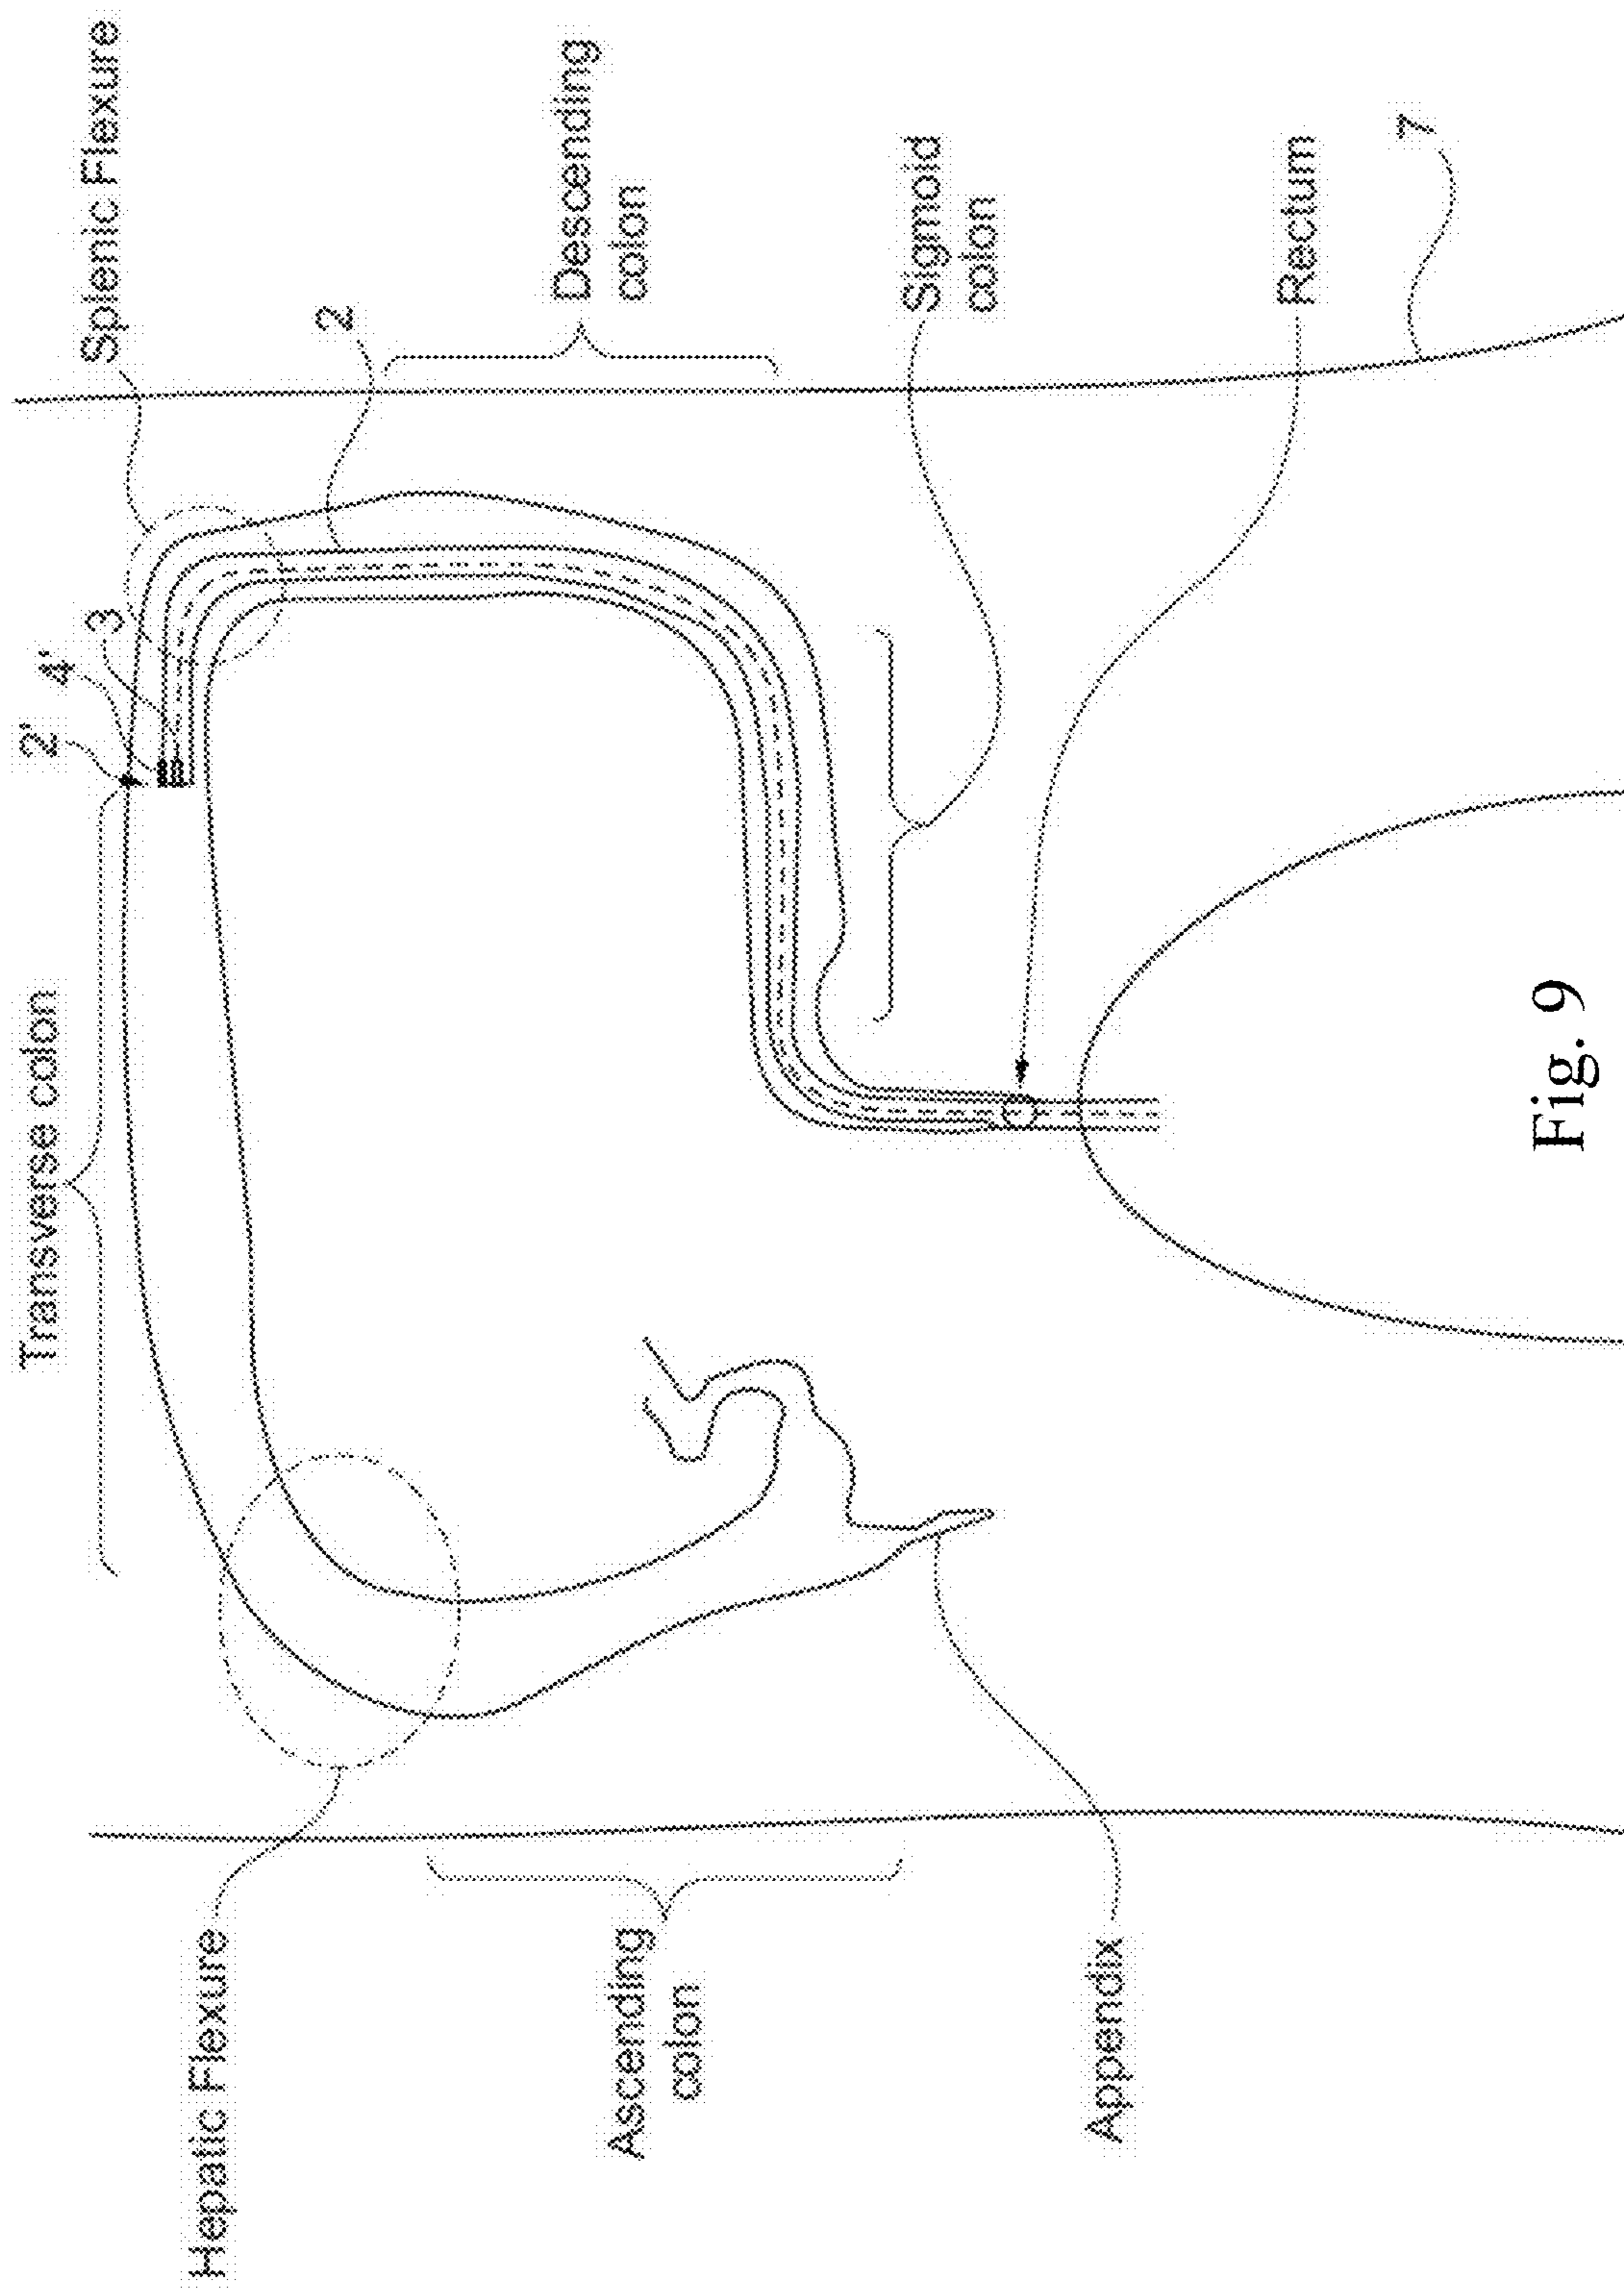 Transverse colon
2'
4'
3
Splenic Flexure
2
Hepatic Flexure
Descending
colon
Ascending
colon
Sigmoid
colon
Appendix
Rectum
7
Fig. 9